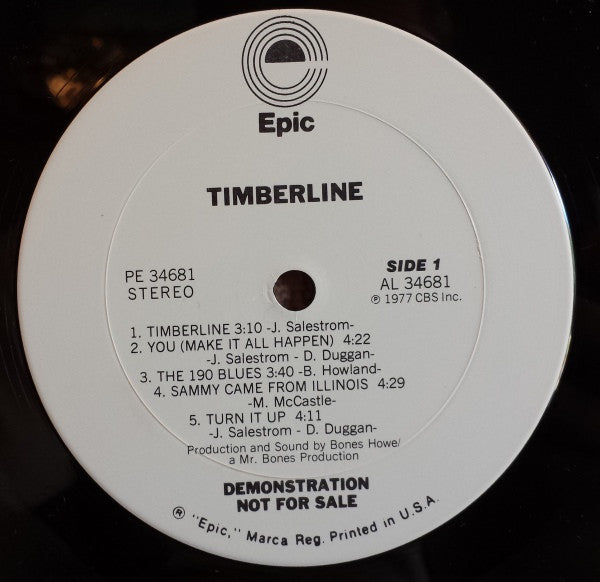 Epic
TIMBERLINE
PE 34681
STEREO
SIDE 1
AL 34681
℗ 1977 CBS Inc.
1. TIMBERLINE 3:10 -J. Salestrom-
2. YOU (MAKE IT ALL HAPPEN) 4:22
-J. Salestrom - D. Duggan-
3. THE 190 BLUES 3:40 -B. Howland-
4. SAMMY CAME FROM ILLINOIS 4:29
-M. McCastle-
5. TURN IT UP 4:11
-J. Salestrom - D. Duggan-
Production and Sound by Bones Howe/
a Mr. Bones Production
DEMONSTRATION
NOT FOR SALE
® "Epic," Marca Reg. Printed in U.S.A.